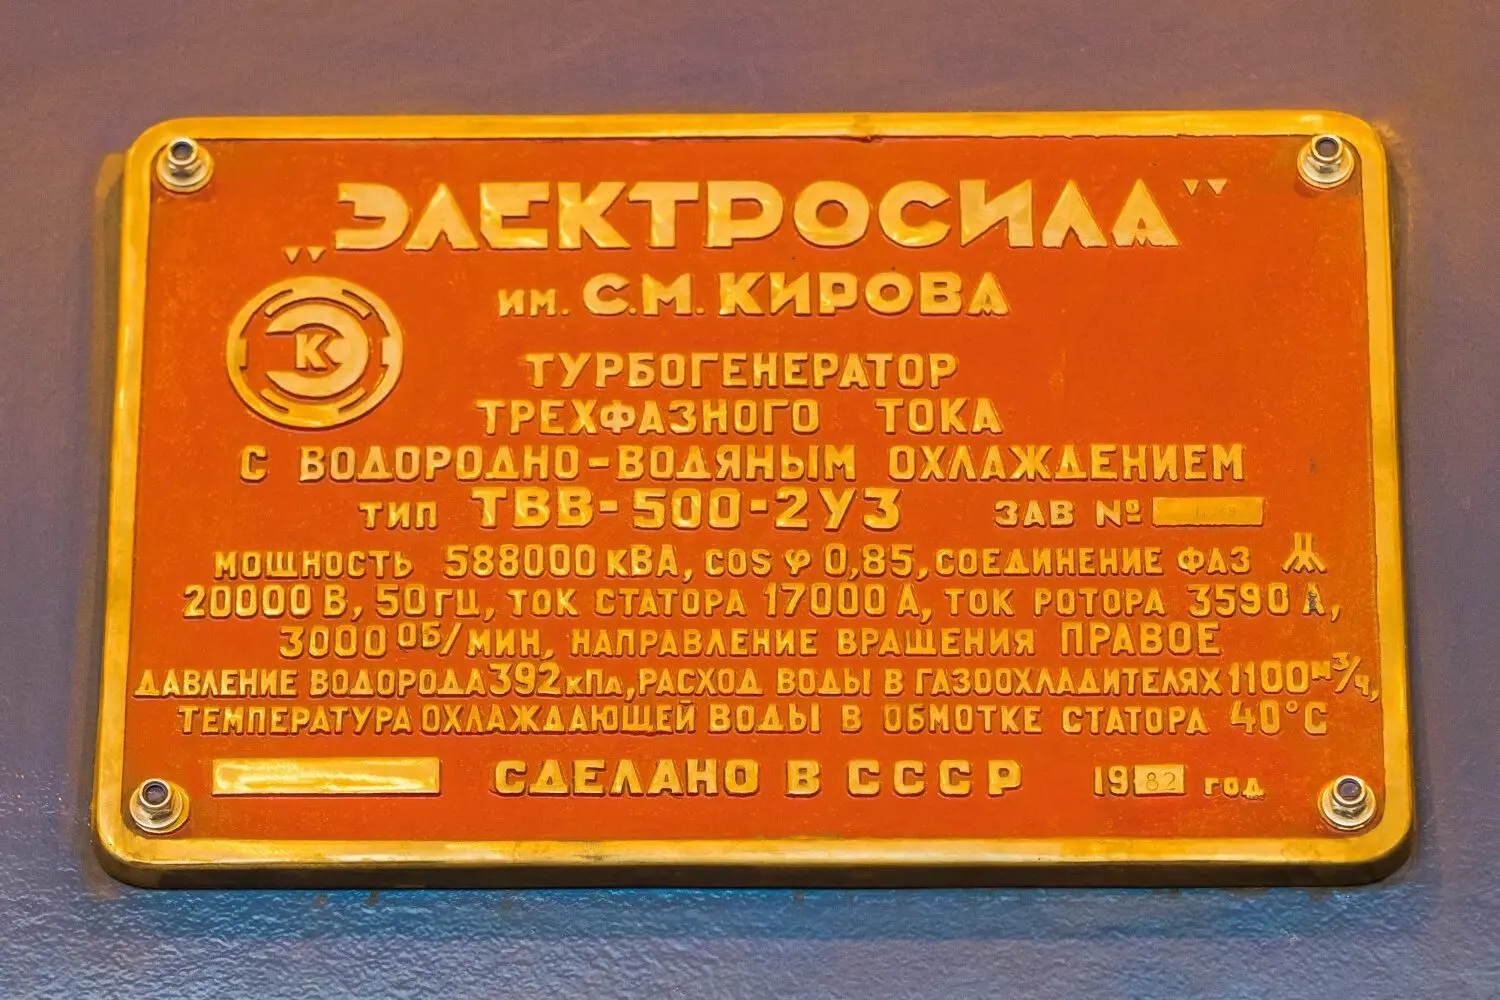 „ЭЛЕКТРОСИЛА"
ИМ. С.М. КИРОВА
ЭК
ТУРБОГЕНЕРАТОР
ТРЕХФАЗНОГО ТОКА
С ВОДОРОДНО-ВОДЯНЫМ ОХЛАЖДЕНИЕМ
ТИП ТВВ-500-2У3 ЗАВ №
МОЩНОСТЬ 588000 КВА, COS φ 0,85, СОЕДИНЕНИЕ ФАЗ
20000 В, 50 ГЦ, ТОК СТАТОРА 17000 А, ТОК РОТОРА 3590 А,
3000 ОБ/МИН, НАПРАВЛЕНИЕ ВРАЩЕНИЯ ПРАВОЕ
ДАВЛЕНИЕ ВОДОРОДА 392 кПа, РАСХОД ВОДЫ В ГАЗООХЛАДИТЕЛЯХ 1100 м³/ч,
ТЕМПЕРАТУРА ОХЛАЖДАЮЩЕЙ ВОДЫ В ОБМОТКЕ СТАТОРА 40°С
СДЕЛАНО В СССР 1982 ГОД